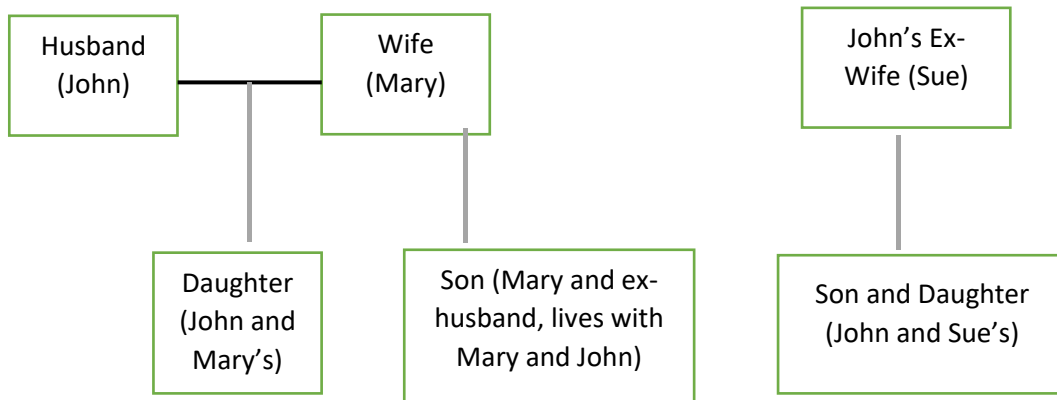 Husband
(John)
Wife
(Mary)
John’s Ex-
Wife (Sue)
Daughter
(John and
Mary’s)
Son (Mary and ex-
husband, lives with
Mary and John)
Son and Daughter
(John and Sue’s)